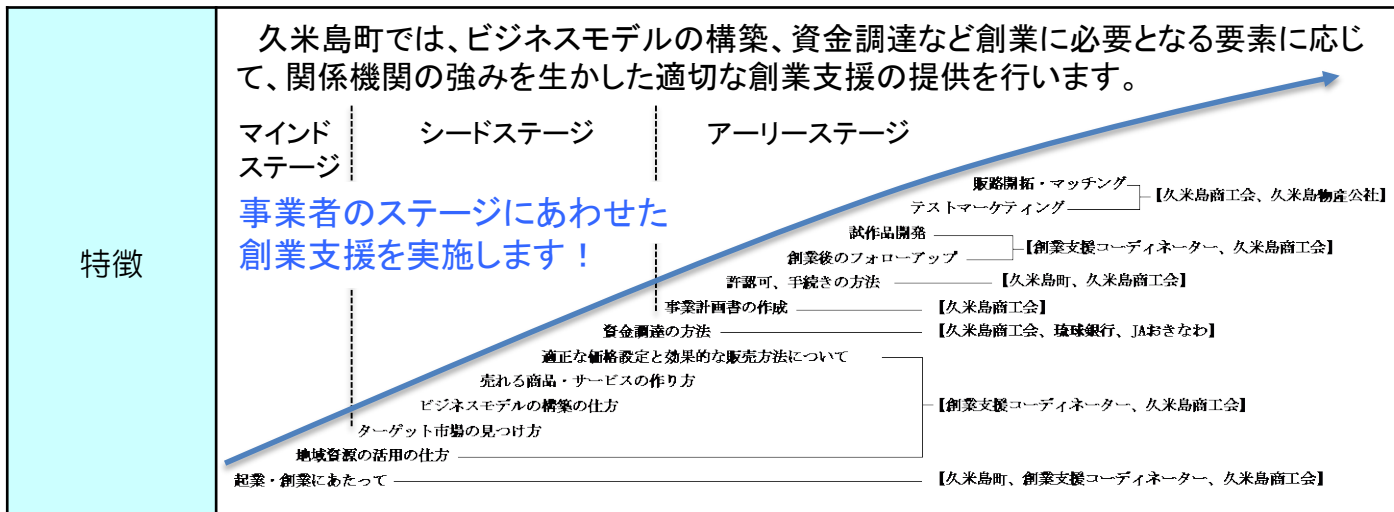 特徴
久米島町では、ビジネスモデルの構築、資金調達など創業に必要となる要素に応じ
て、関係機関の強みを生かした適切な創業支援の提供を行います。
マインド
ステージ
シードステージ
アーリーステージ
事業者のステージにあわせた
創業支援を実施します！
販路開拓・マッチング
テストマーケティング
【久米島商工会、久米島物産公社】
試作品開発
創業後のフォローアップ
【創業支援コーディネーター、久米島商工会】
許認可、手続きの方法 【久米島町、久米島商工会】
事業計画書の作成 【久米島商工会】
資金調達の方法 【久米島商工会、琉球銀行、JAおきなわ】
適正な価格設定と効果的な販売方法について
売れる商品・サービスの作り方
ビジネスモデルの構築の仕方
【創業支援コーディネーター、久米島商工会】
ターゲット市場の見つけ方
地域資源の活用の仕方
起業・創業にあたって 【久米島町、創業支援コーディネーター、久米島商工会】